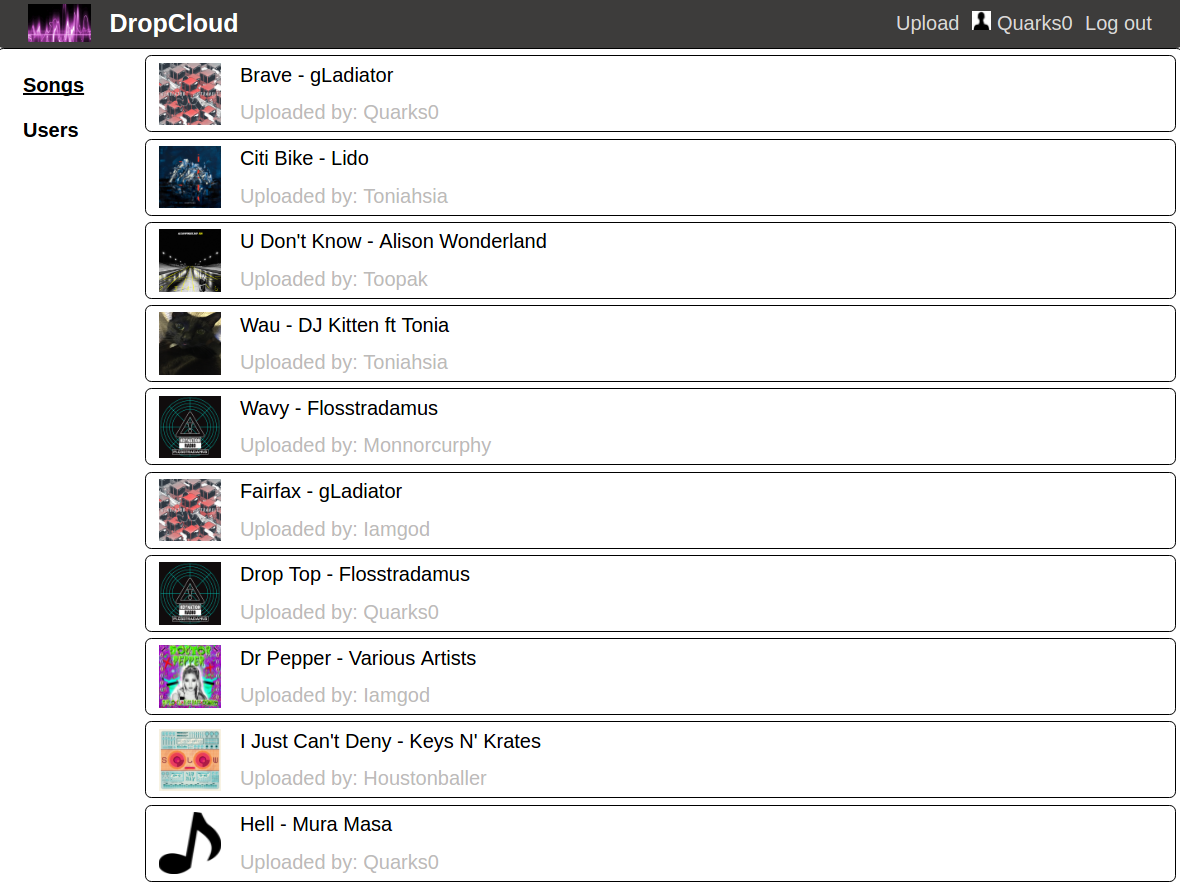 DropCloud
Upload Quarks0 Log out
Songs
Users
Brave - gLadiator
Uploaded by: Quarks0
Citi Bike - Lido
Uploaded by: Toniahsia
U Don't Know - Alison Wonderland
Uploaded by: Toopak
Wau - DJ Kitten ft Tonia
Uploaded by: Toniahsia
Wavy - Flosstradamus
Uploaded by: Monnorcurphy
Fairfax - gLadiator
Uploaded by: Iamgod
Drop Top - Flosstradamus
Uploaded by: Quarks0
Dr Pepper - Various Artists
Uploaded by: Iamgod
I Just Can't Deny - Keys N' Krates
Uploaded by: Houstonballer
SOLOW
Hell - Mura Masa
Uploaded by: Quarks0